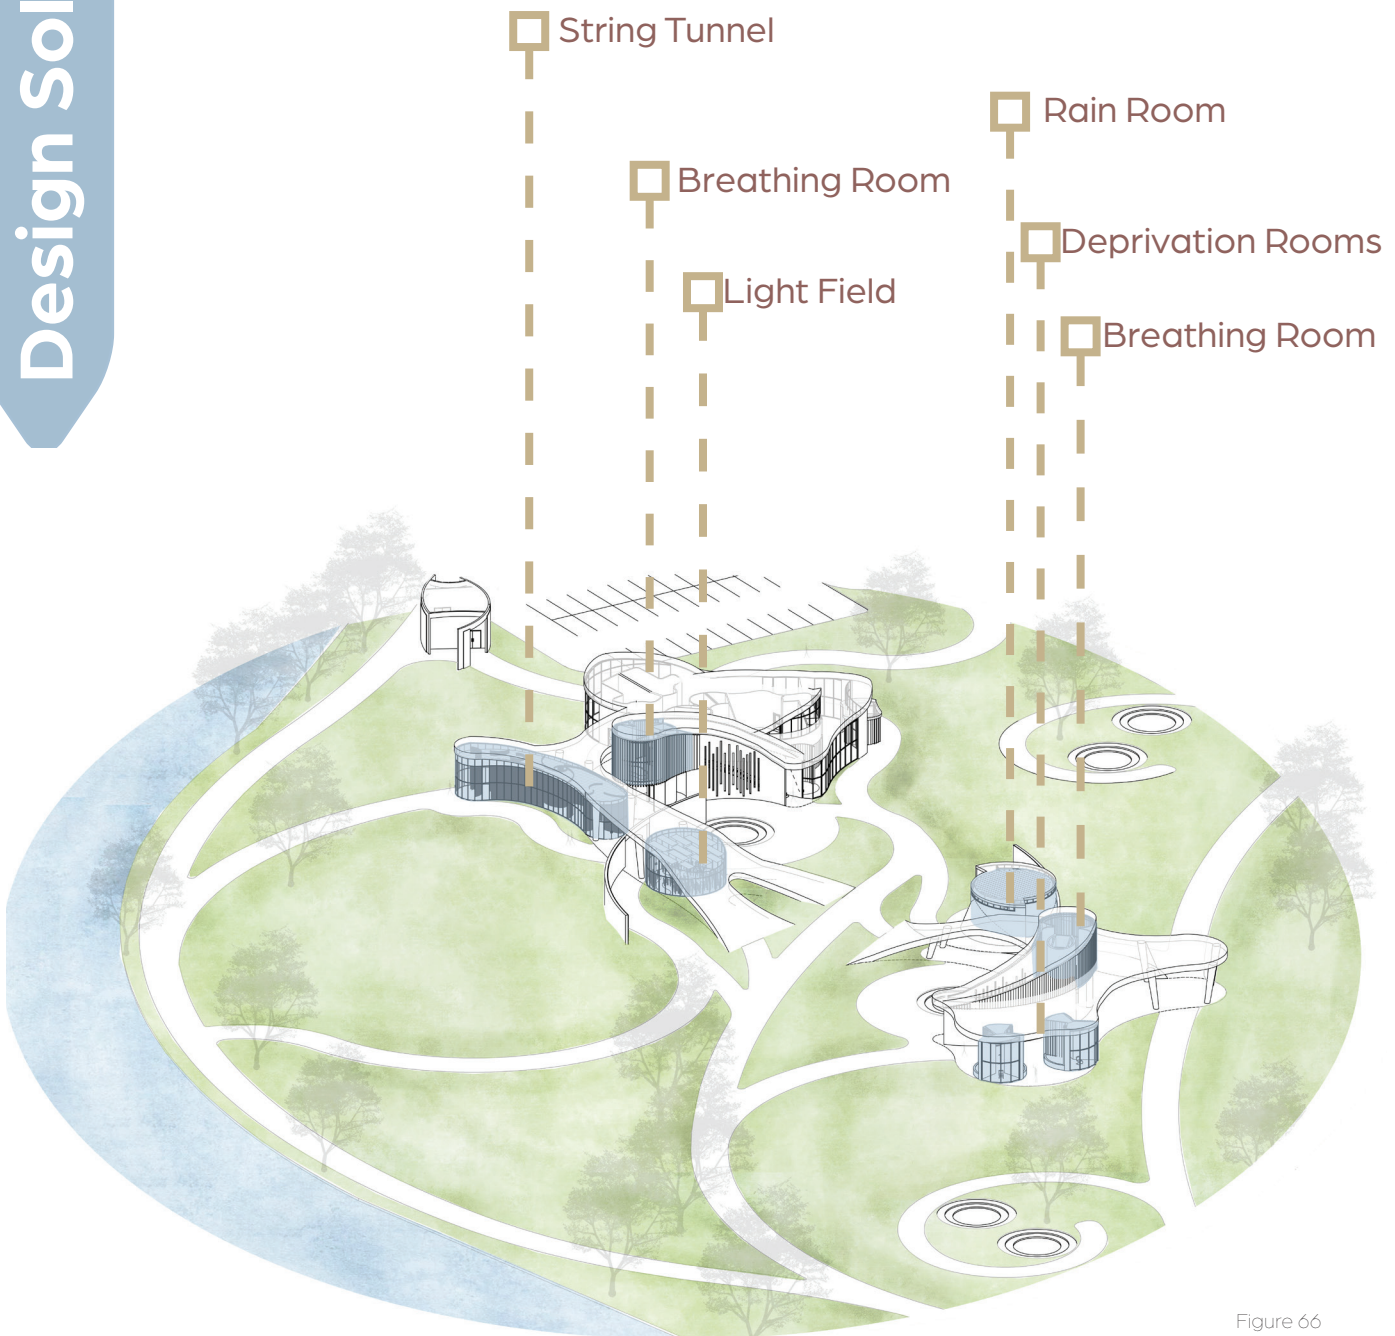 Design Sol
String Tunnel
Rain Room
Breathing Room
Deprivation Rooms
Light Field
Breathing Room
Figure 66